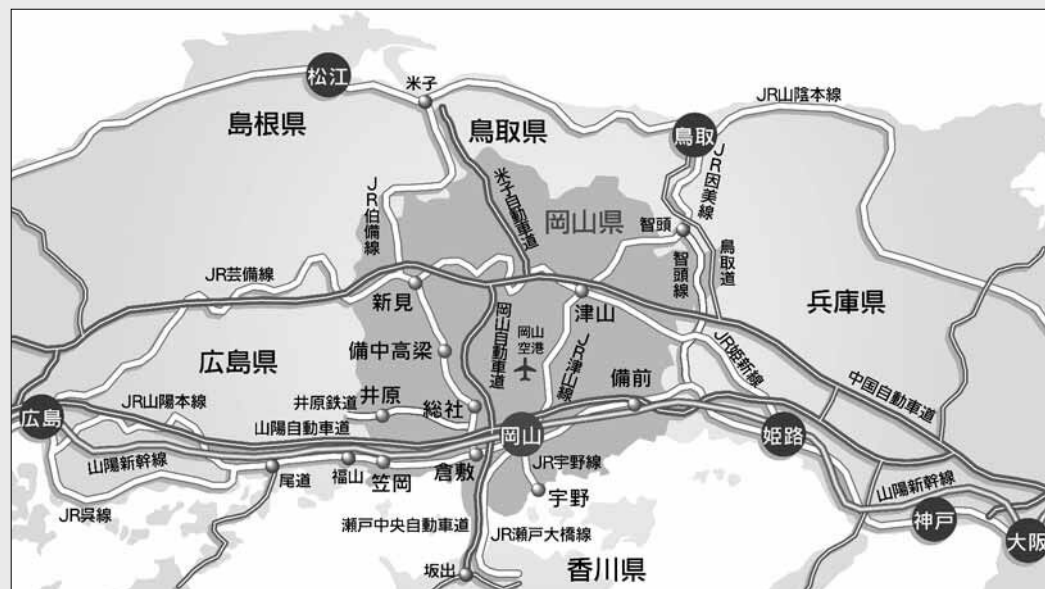 松江
米子
JR山陰本線
島根県
鳥取県
鳥取
JR因美線
JR伯備線
米子自動車道
岡山県
智頭
智頭線
鳥取道
JR芸備線
新見
津山
兵庫県
岡山自動車道
岡山
空港
JR津山線
JR姫新線
備中高梁
広島県
備前
中国自動車道
井原
井原鉄道
総社
JR山陽本線
山陽自動車道
広島
岡山
姫路
山陽新幹線
尾道
福山
笠岡
倉敷
JR宇野線
宇野
山陽新幹線
JR呉線
瀬戸中央自動車道
JR瀬戸大橋線
神戸
大阪
坂出
香川県